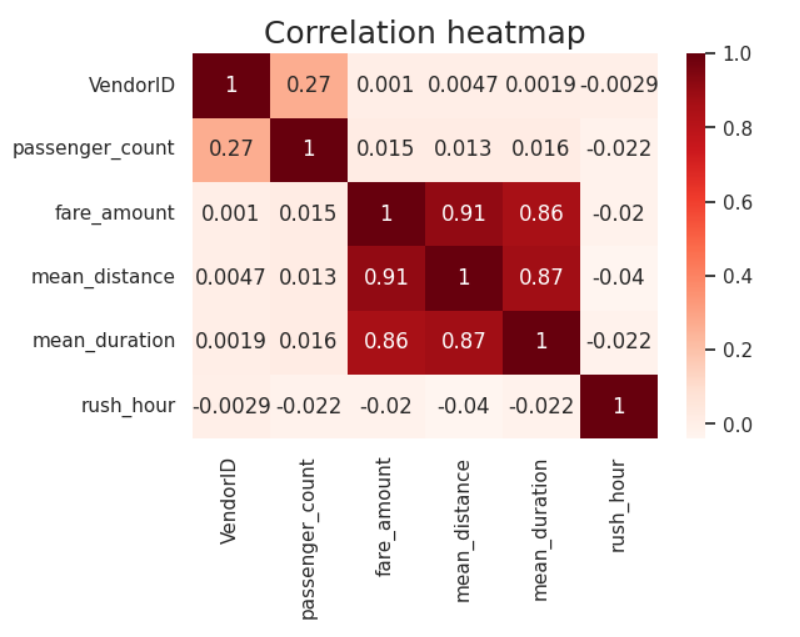 Correlation heatmap
VendorID 1 0.27 0.001 0.0047 0.0019 -0.0029
passenger_count 0.27 1 0.015 0.013 0.016 -0.022
fare_amount 0.001 0.015 1 0.91 0.86 -0.02
mean_distance 0.0047 0.013 0.91 1 0.87 -0.04
mean_duration 0.0019 0.016 0.86 0.87 1 -0.022
rush_hour -0.0029 -0.022 -0.02 -0.04 -0.022 1
VendorID
passenger_count
fare_amount
mean_distance
mean_duration
rush_hour
1.0
0.8
0.6
0.4
0.2
0.0